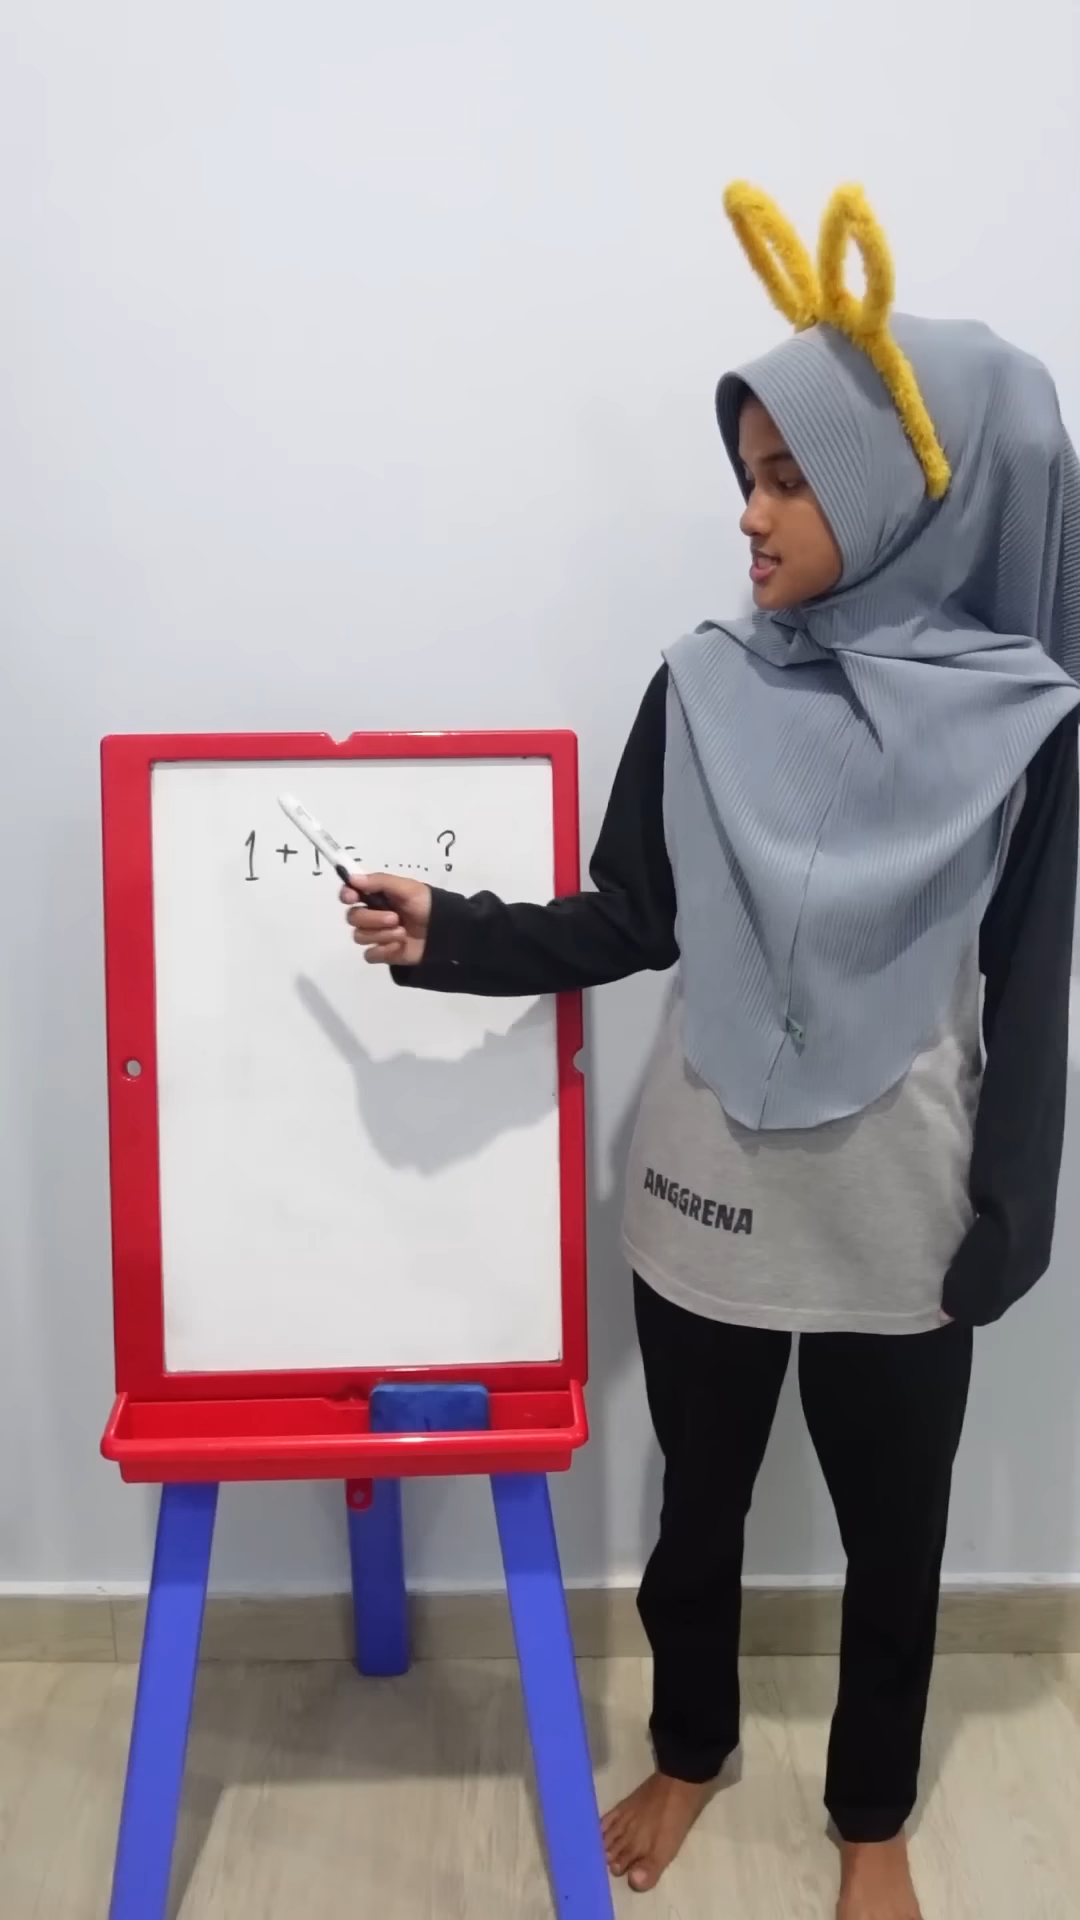 1 + 1 = ..... ?
ANGGRENA